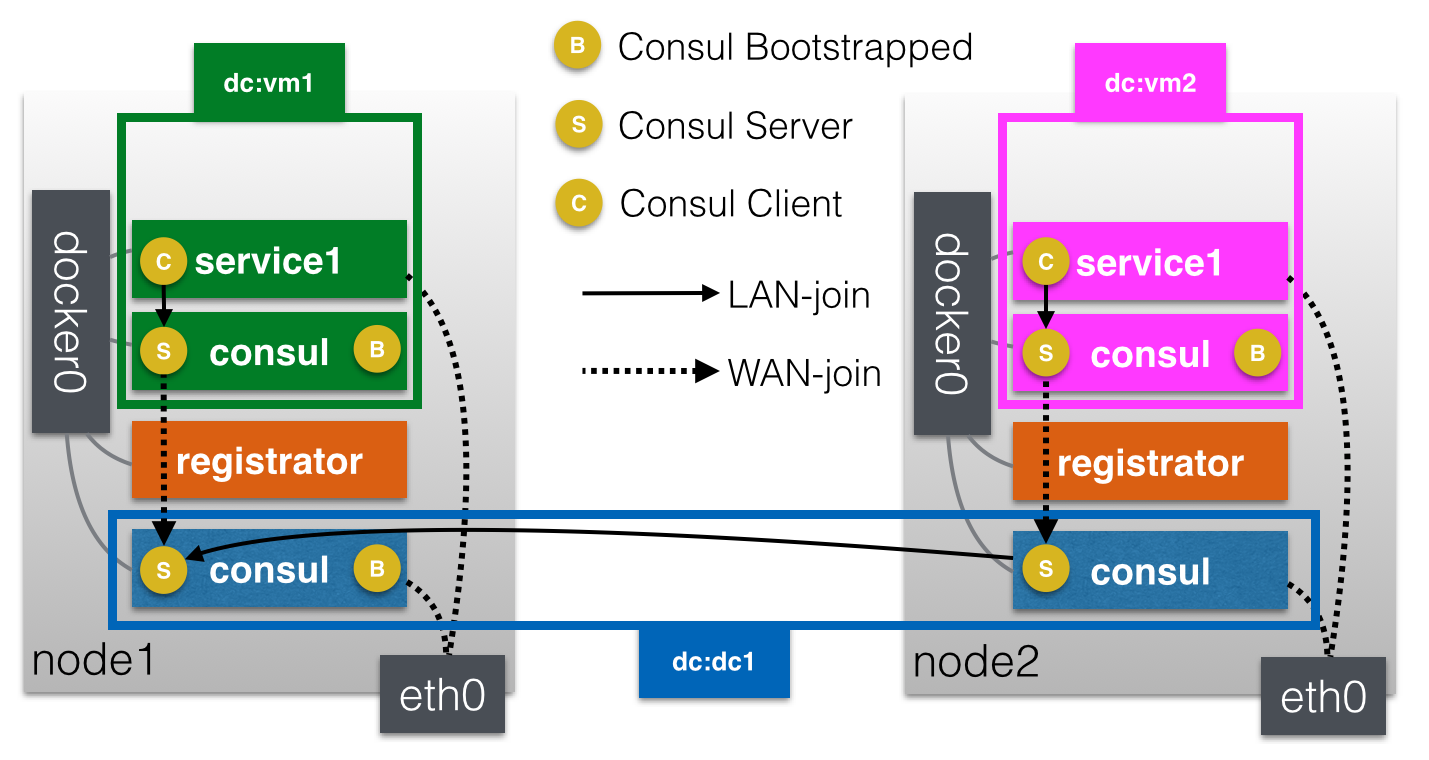 dc:vm1
docker0
C service1
S consul B
registrator
S consul B
node1
eth0
B Consul Bootstrapped
S Consul Server
C Consul Client
LAN-join
WAN-join
dc:dc1
dc:vm2
docker0
C service1
S consul B
registrator
S consul
node2
eth0